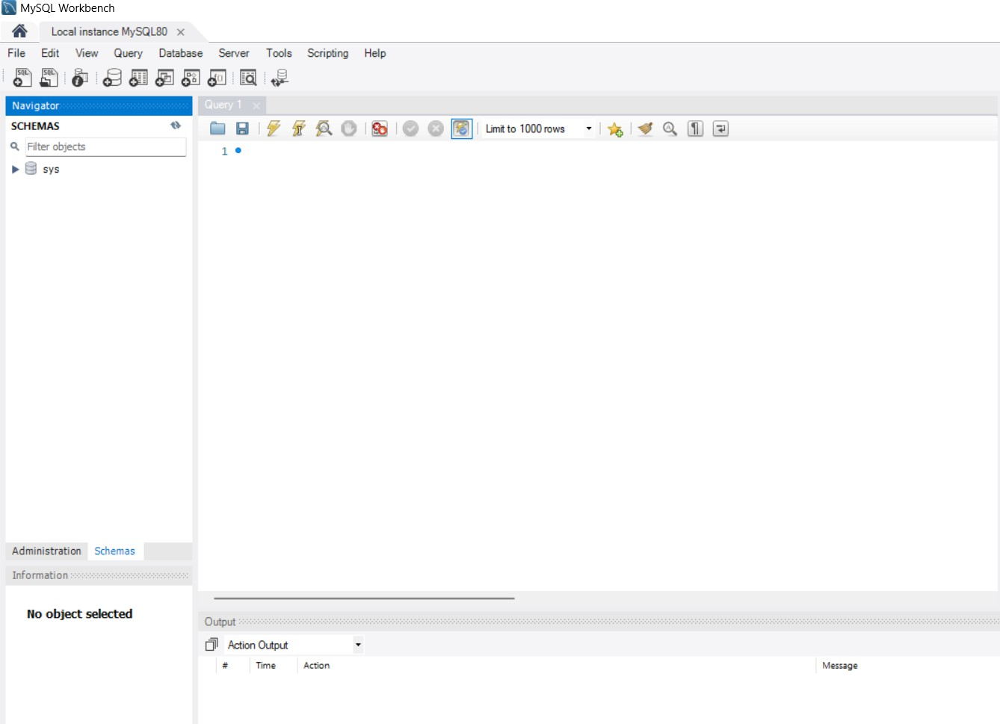 MySQL Workbench
Local instance MySQL80
File Edit View Query Database Server Tools Scripting Help
SQL SQL
Navigator
Query 1
SCHEMAS
Limit to 1000 rows
Filter objects
1
sys
Administration Schemas
Information
No object selected
Output
Action Output
# Time Action Message